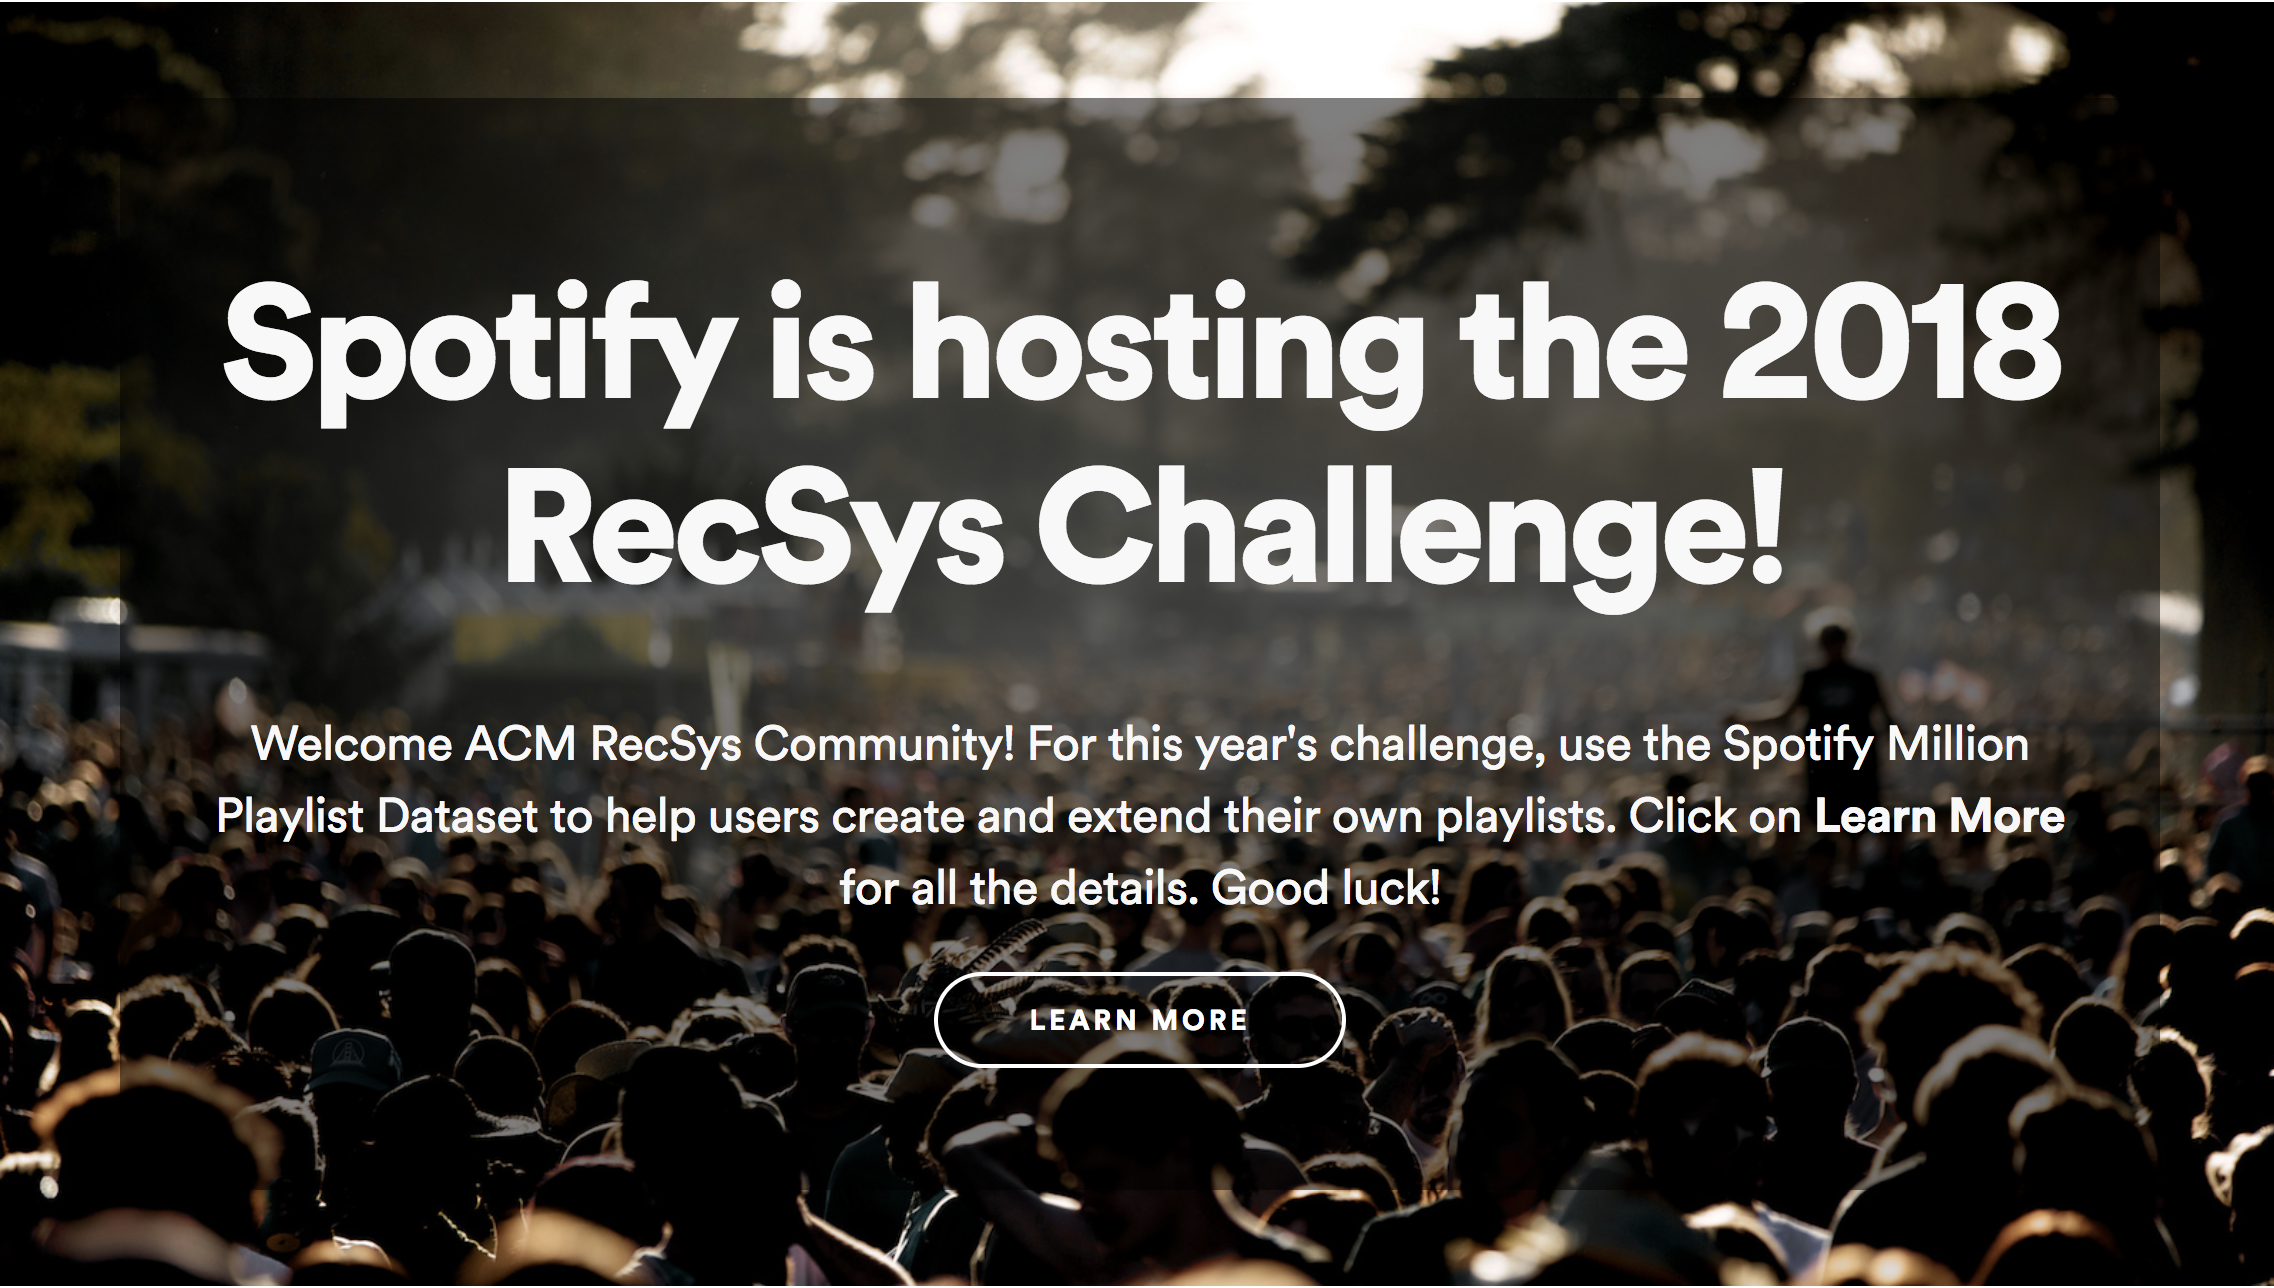 Spotify is hosting the 2018
RecSys Challenge!
Welcome ACM RecSys Community! For this year's challenge, use the Spotify Million
Playlist Dataset to help users create and extend their own playlists. Click on Learn More
for all the details. Good luck!
LEARN MORE